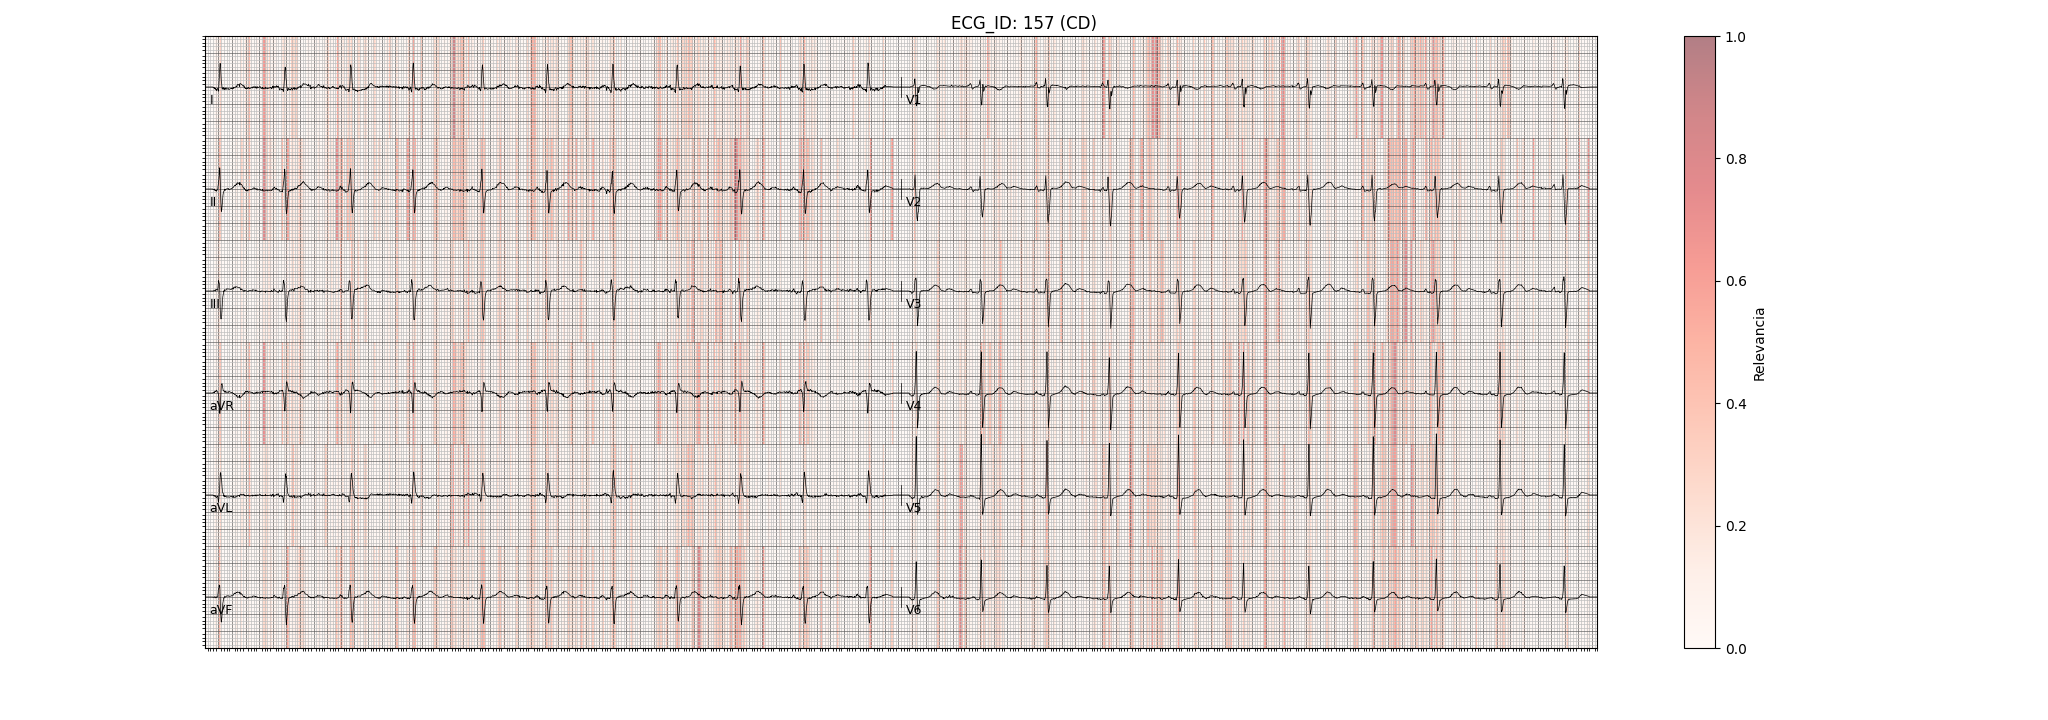 ECG_ID: 157 (CD)
I
V1
II
V2
III
V3
aVR
V4
aVL
V5
aVF
V6
1.0
0.8
0.6
0.4
0.2
0.0
Relevancia